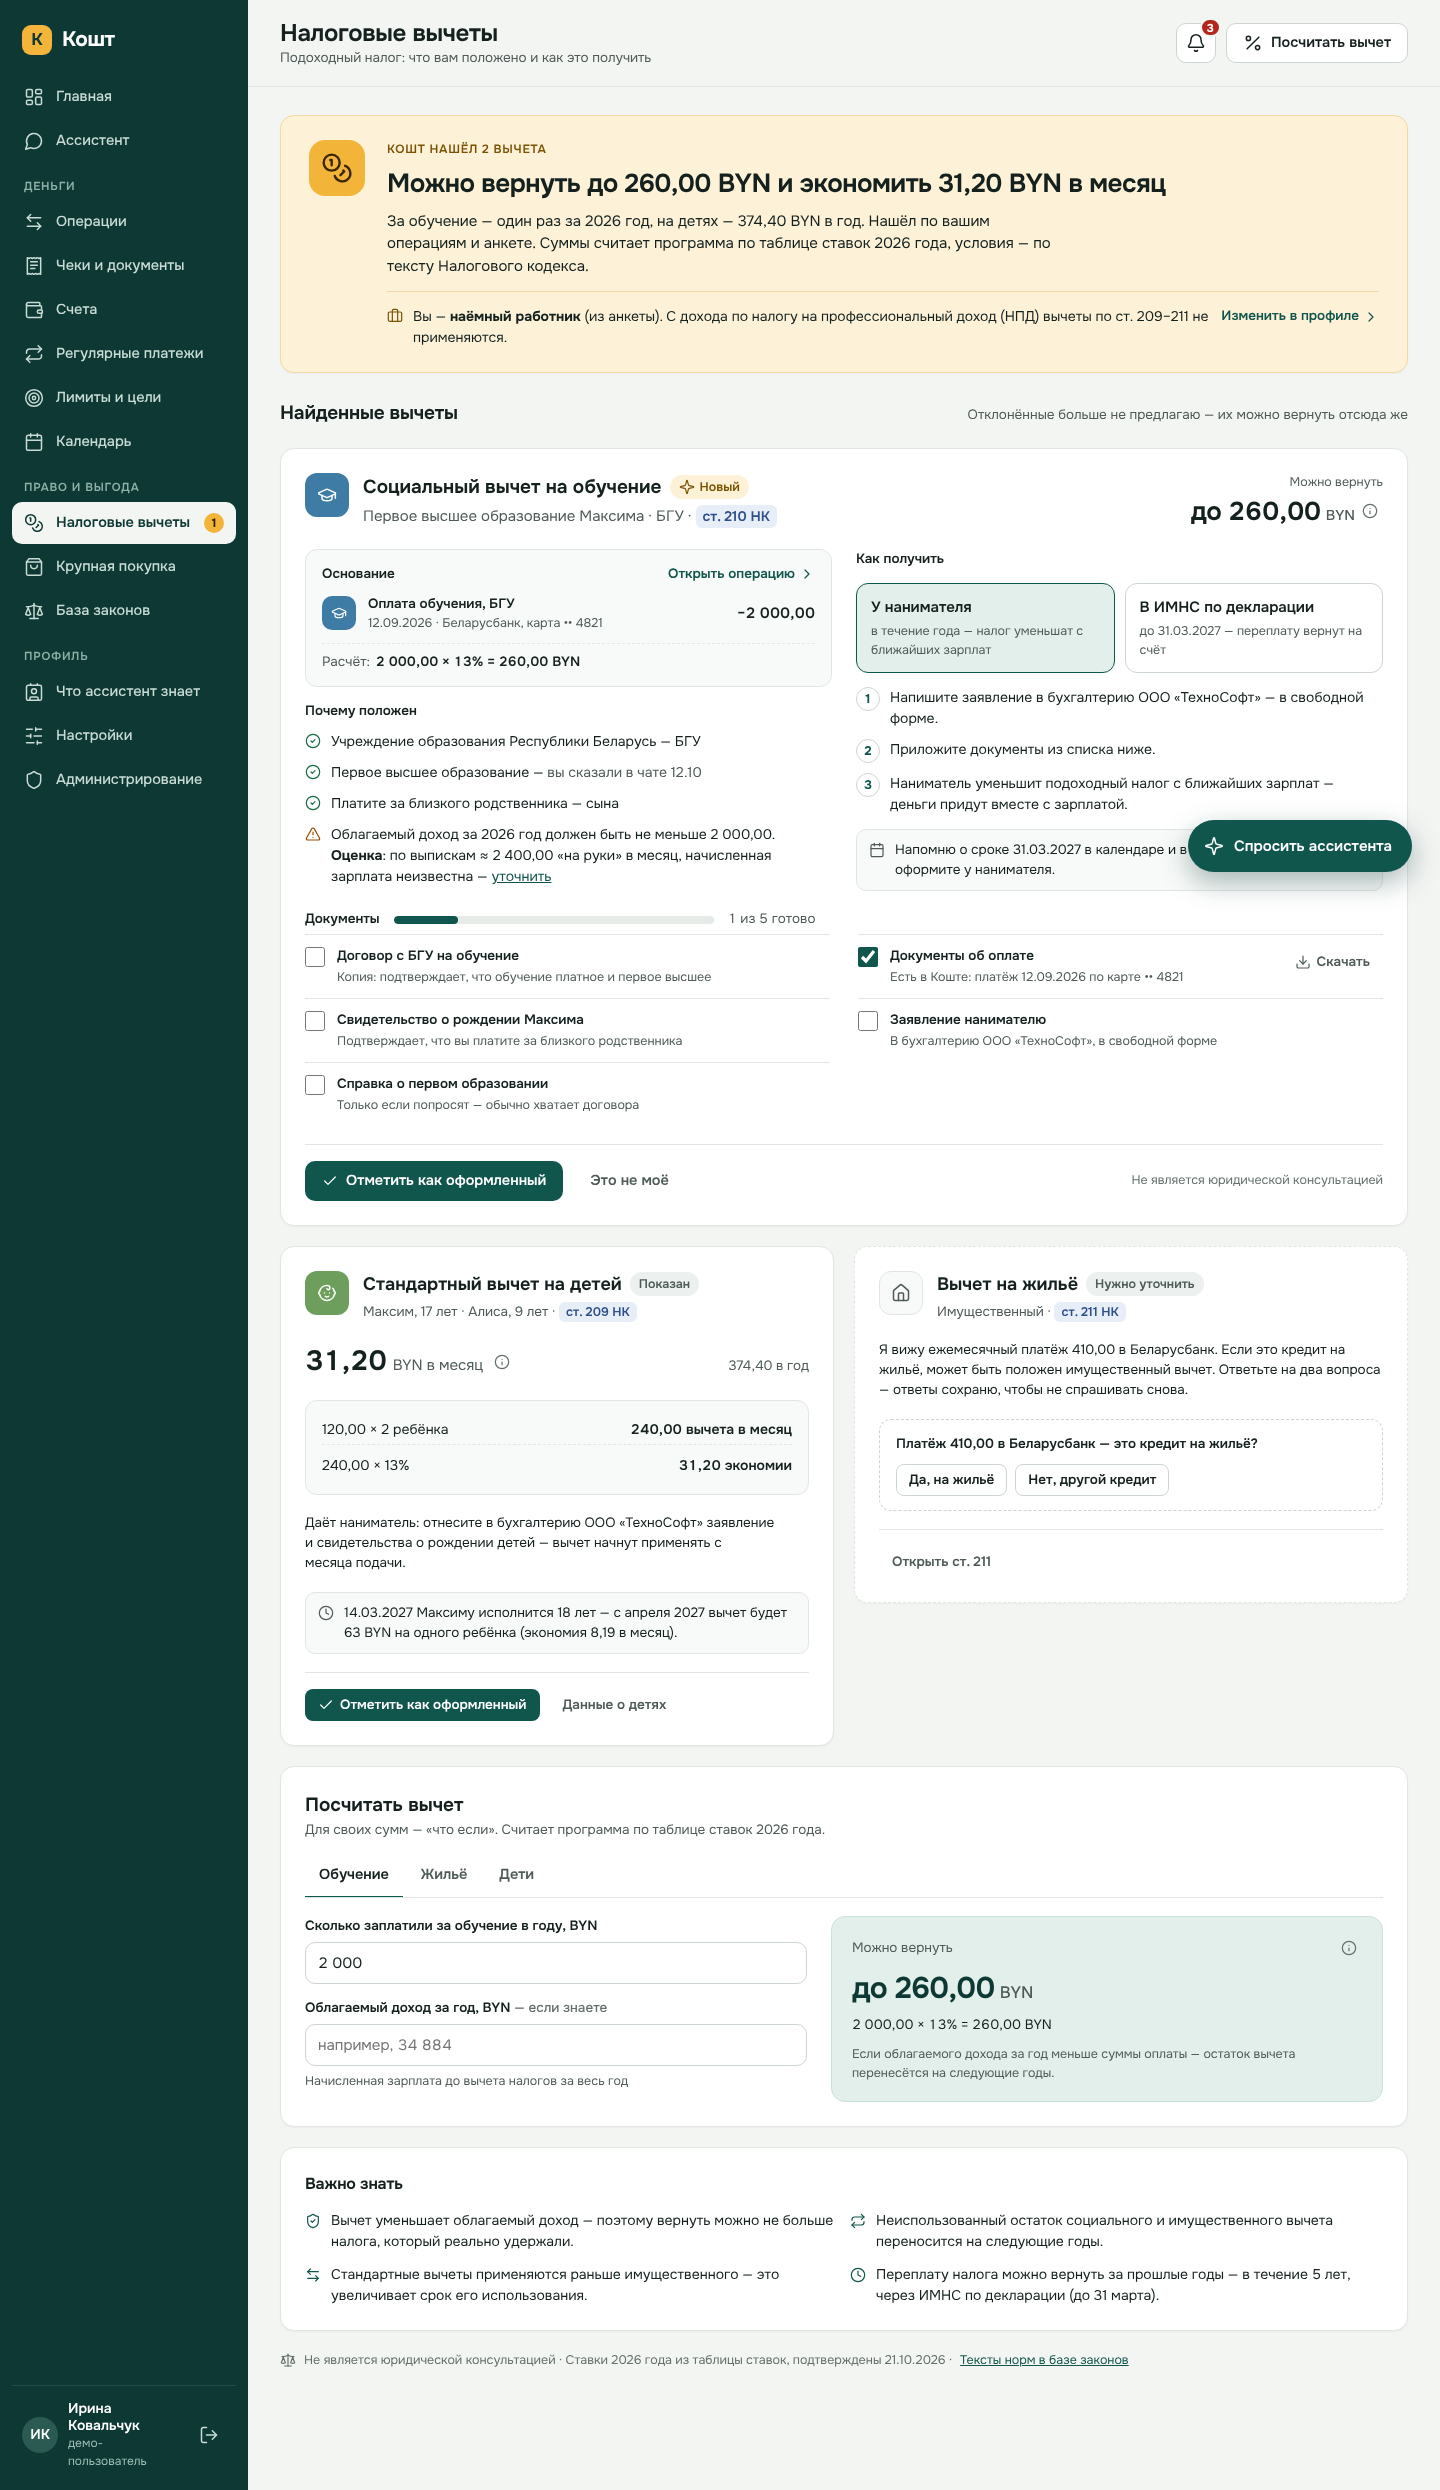 К Кошт
Главная
Ассистент
ДЕНЬГИ
Операции
Чеки и документы
Счета
Регулярные платежи
Лимиты и цели
Календарь
ПРАВО И ВЫГОДА
Налоговые вычеты 1
Крупная покупка
База законов
ПРОФИЛЬ
Что ассистент знает
Настройки
Администрирование
ИК
Ирина
Ковальчук
демо-
пользователь
Налоговые вычеты
Подоходный налог: что вам положено и как это получить
3
Посчитать вычет
КОШТ НАШЁЛ 2 ВЫЧЕТА
Можно вернуть до 260,00 BYN и экономить 31,20 BYN в месяц
За обучение — один раз за 2026 год, на детях — 374,40 BYN в год. Нашёл по вашим
операциям и анкете. Суммы считает программа по таблице ставок 2026 года, условия — по
тексту Налогового кодекса.
Вы — наёмный работник (из анкеты). С дохода по налогу на профессиональный доход (НПД) вычеты по ст. 209–211 не
применяются.
Изменить в профиле
Найденные вычеты
Отклонённые больше не предлагаю — их можно вернуть отсюда же
Социальный вычет на обучение Новый
Первое высшее образование Максима · БГУ · ст. 210 НК
Можно вернуть
до 260,00 BYN
Основание
Открыть операцию
Оплата обучения, БГУ
12.09.2026 · Беларусбанк, карта •• 4821
−2 000,00
Расчёт: 2 000,00 × 13% = 260,00 BYN
Почему положен
Учреждение образования Республики Беларусь — БГУ
Первое высшее образование — вы сказали в чате 12.10
Платите за близкого родственника — сына
Облагаемый доход за 2026 год должен быть не меньше 2 000,00.
Оценка: по выпискам ≈ 2 400,00 «на руки» в месяц, начисленная
зарплата неизвестна — уточнить
Как получить
У нанимателя
в течение года — налог уменьшат с
ближайших зарплат
В ИМНС по декларации
до 31.03.2027 — переплату вернут на
счёт
1 Напишите заявление в бухгалтерию ООО «ТехноСофт» — в свободной
форме.
2 Приложите документы из списка ниже.
3 Наниматель уменьшит подоходный налог с ближайших зарплат —
деньги придут вместе с зарплатой.
Напомню о сроке 31.03.2027 в календаре и в
оформите у нанимателя.
Спросить ассистента
Документы 1 из 5 готово
Договор с БГУ на обучение
Копия: подтверждает, что обучение платное и первое высшее
Документы об оплате
Есть в Коште: платёж 12.09.2026 по карте •• 4821
Скачать
Свидетельство о рождении Максима
Подтверждает, что вы платите за близкого родственника
Заявление нанимателю
В бухгалтерию ООО «ТехноСофт», в свободной форме
Справка о первом образовании
Только если попросят — обычно хватает договора
Отметить как оформленный
Это не моё
Не является юридической консультацией
Стандартный вычет на детей Показан
Максим, 17 лет · Алиса, 9 лет · ст. 209 НК
31,20 BYN в месяц
374,40 в год
120,00 × 2 ребёнка 240,00 вычета в месяц
240,00 × 13% 31,20 экономии
Даёт наниматель: отнесите в бухгалтерию ООО «ТехноСофт» заявление
и свидетельства о рождении детей — вычет начнут применять с
месяца подачи.
14.03.2027 Максиму исполнится 18 лет — с апреля 2027 вычет будет
63 BYN на одного ребёнка (экономия 8,19 в месяц).
Отметить как оформленный
Данные о детях
Вычет на жильё Нужно уточнить
Имущественный · ст. 211 НК
Я вижу ежемесячный платёж 410,00 в Беларусбанк. Если это кредит на
жильё, может быть положен имущественный вычет. Ответьте на два вопроса
— ответы сохраню, чтобы не спрашивать снова.
Платёж 410,00 в Беларусбанк — это кредит на жильё?
Да, на жильё
Нет, другой кредит
Открыть ст. 211
Посчитать вычет
Для своих сумм — «что если». Считает программа по таблице ставок 2026 года.
Обучение Жильё Дети
Сколько заплатили за обучение в году, BYN
2 000
Облагаемый доход за год, BYN — если знаете
например, 34 884
Начисленная зарплата до вычета налогов за весь год
Можно вернуть
до 260,00 BYN
2 000,00 × 13% = 260,00 BYN
Если облагаемого дохода за год меньше суммы оплаты — остаток вычета
перенесётся на следующие годы.
Важно знать
Вычет уменьшает облагаемый доход — поэтому вернуть можно не больше
налога, который реально удержали.
Неиспользованный остаток социального и имущественного вычета
переносится на следующие годы.
Стандартные вычеты применяются раньше имущественного — это
увеличивает срок его использования.
Переплату налога можно вернуть за прошлые годы — в течение 5 лет,
через ИМНС по декларации (до 31 марта).
Не является юридической консультацией · Ставки 2026 года из таблицы ставок, подтверждены 21.10.2026 · Тексты норм в базе законов